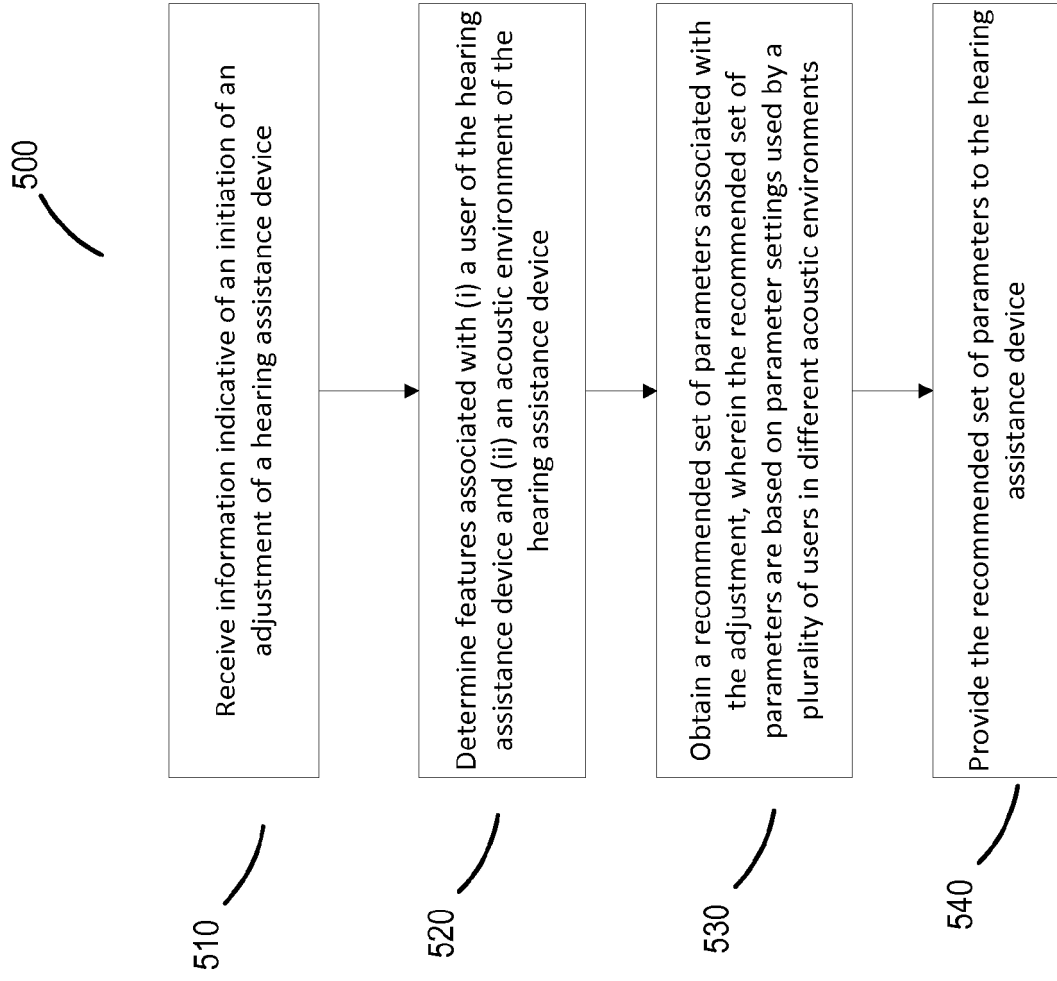 500
510
Receive information indicative of an initiation of an
adjustment of a hearing assistance device
520
Determine features associated with (i) a user of the hearing
assistance device and (ii) an acoustic environment of the
hearing assistance device
530
Obtain a recommended set of parameters associated with
the adjustment, wherein the recommended set of
parameters are based on parameter settings used by a
plurality of users in different acoustic environments
540
Provide the recommended set of parameters to the hearing
assistance device